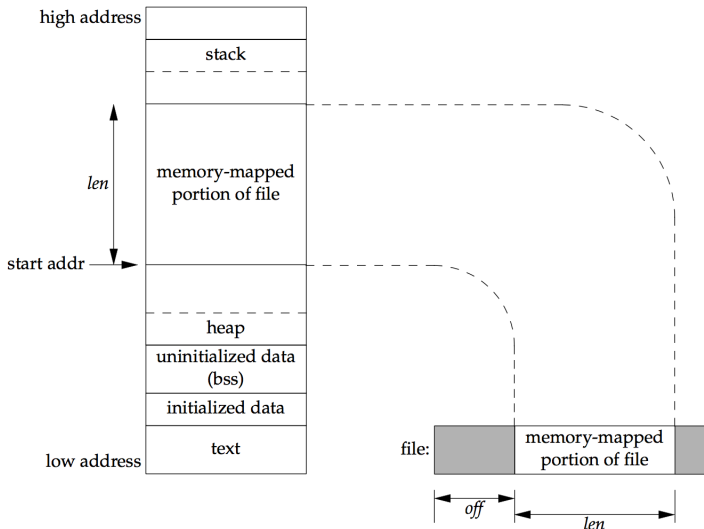 high address
stack
memory-mapped
portion of file
len
start addr
heap
uninitialized data
(bss)
initialized data
text
low address
file:
memory-mapped
portion of file
off
len